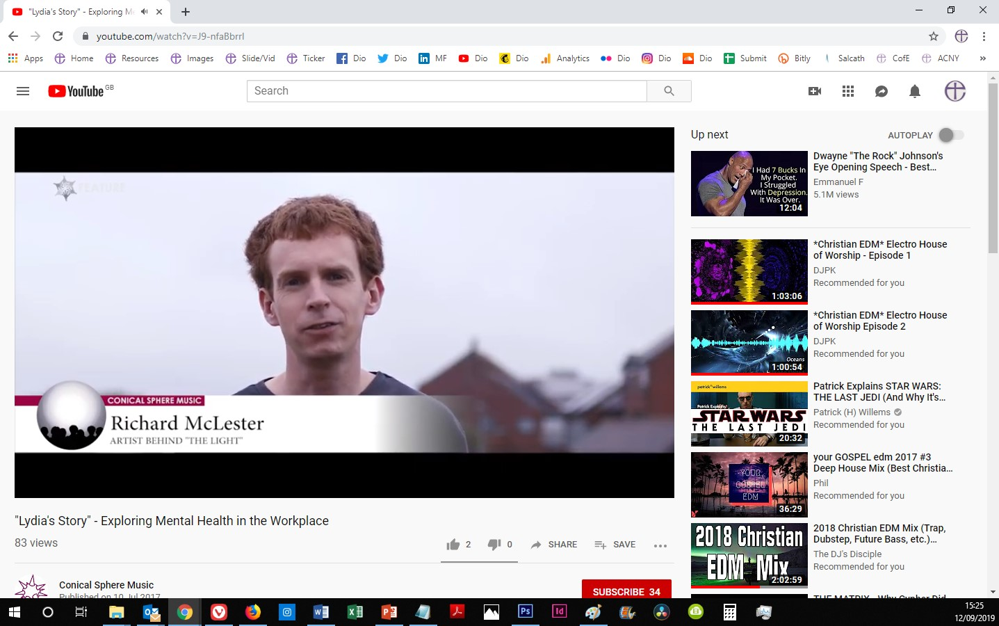 "Lydia's Story" - Exploring Me
youtube.com/watch?v=J9-nfaBbrrI
Apps Home Resources Images Slide/Vid Ticker Dio Dio MF Dio Dio Analytics Dio Dio Dio Submit Bitly Salcath CofE ACNY »
YouTube GB
Search
FEATURE
CONICAL SPHERE MUSIC
Richard McLester
ARTIST BEHIND "THE LIGHT"
"Lydia's Story" - Exploring Mental Health in the Workplace
83 views
2 0 SHARE SAVE
Conical Sphere Music
Published on 10 Jul 2017
SUBSCRIBE 34
Up next
AUTOPLAY
I Had 7 Bucks In
My Pocket.
I Struggled
With Depression.
It Was Over.
12:04
Dwayne "The Rock" Johnson's
Eye Opening Speech - Best...
Emmanuel F
5.1M views
1:03:06
*Christian EDM* Electro House
of Worship - Episode 1
DJPK
Recommended for you
Oceans
1:00:54
*Christian EDM* Electro House
of Worship Episode 2
DJPK
Recommended for you
patrick willems
Patrick Explains
STAR WARS
THE LAST JEDI
20:32
Patrick Explains STAR WARS:
THE LAST JEDI (And Why It's...
Patrick (H) Willems
Recommended for you
YOUR
GOSPEL
EDM
36:29
your GOSPEL edm 2017 #3
Deep House Mix (Best Christia...
Phil
Recommended for you
2018 Christian
EDM Mix
2:02:59
2018 Christian EDM Mix (Trap,
Dubstep, Future Bass, etc.)...
The DJ's Disciple
Recommended for you
THE MATRIX - Why Cypher Did
15:25
12/09/2019